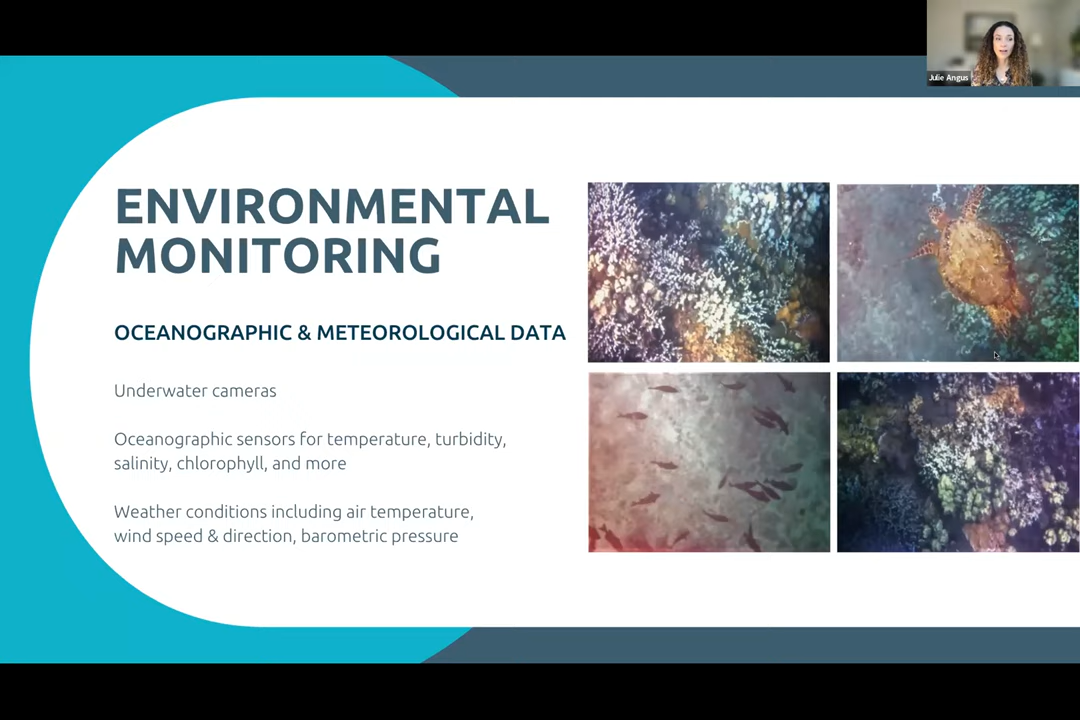 Julie Angus
ENVIRONMENTAL
MONITORING
OCEANOGRAPHIC & METEOROLOGICAL DATA
Underwater cameras
Oceanographic sensors for temperature, turbidity,
salinity, chlorophyll, and more
Weather conditions including air temperature,
wind speed & direction, barometric pressure